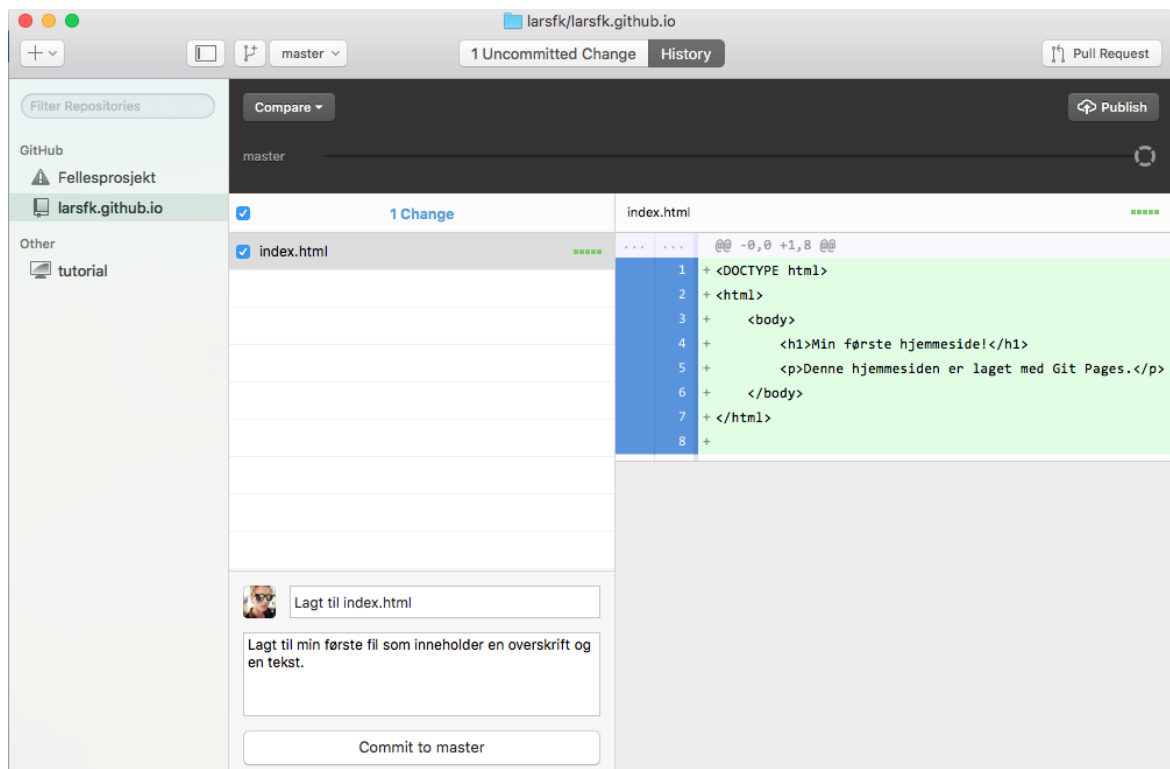 larsfk/larsfk.github.io
master
1 Uncommitted Change
History
Pull Request
Filter Repositories
GitHub
Fellesprosjekt
larsfk.github.io
Other
tutorial
Compare
Publish
master
1 Change
index.html
index.html
... ... @@ -0,0 +1,8 @@
1 + <DOCTYPE html>
2 + <html>
3 + <body>
4 + <h1>Min første hjemmeside!</h1>
5 + <p>Denne hjemmesiden er laget med Git Pages.</p>
6 + </body>
7 + </html>
8 +
Lagt til index.html
Lagt til min første fil som inneholder en overskrift og
en tekst.
Commit to master